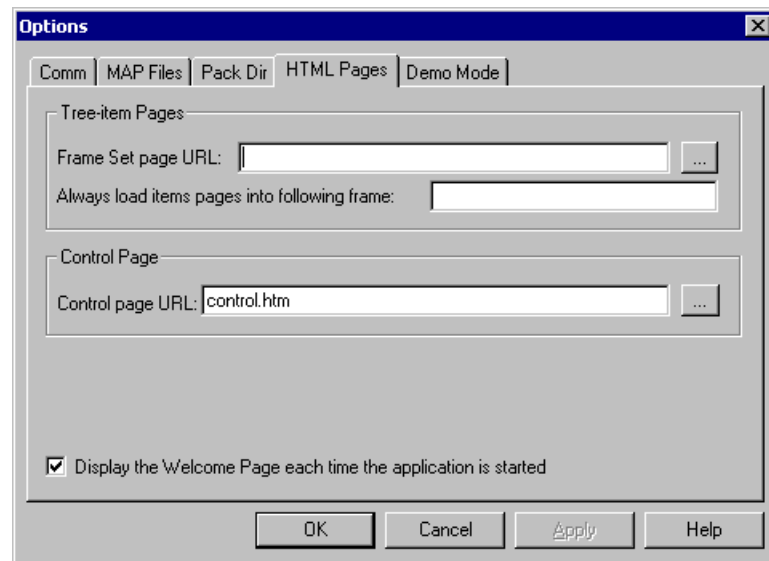 Options
Comm MAP Files Pack Dir HTML Pages Demo Mode
Tree-item Pages
Frame Set page URL: ...
Always load items pages into following frame:
Control Page
Control page URL: control.htm ...
Display the Welcome Page each time the application is started
OK Cancel Apply Help